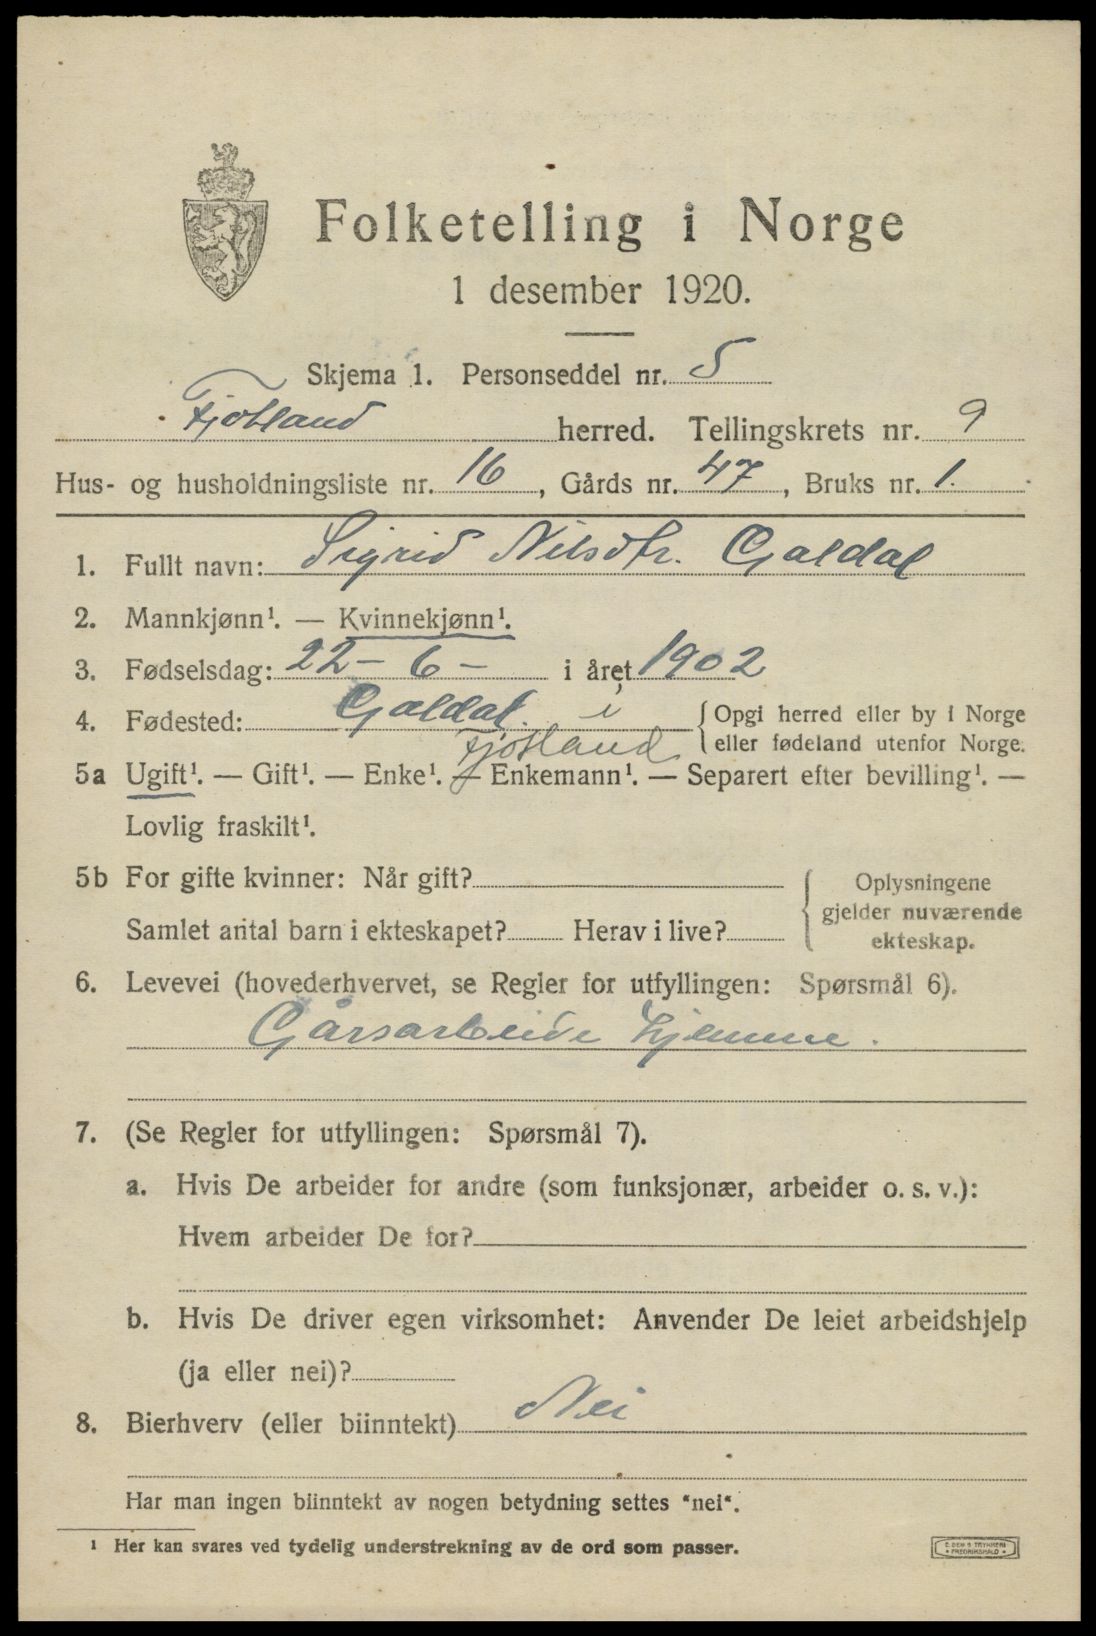 Folketelling i Norge
1 desember 1920.
Skjema 1. Personseddel nr. 5
Fjotland herred. Tellingskrets nr. 9
Hus- og husholdningsliste nr. 16, Gårds nr. 47, Bruks nr. 1.
1. Fullt navn: Sigrid Nilsdtr. Galdal
2. Mannkjønn¹. — Kvinnekjønn¹.
3. Fødselsdag: 22 – 6 – i året 1902
4. Fødested: Galdal i {Opgi herred eller by i Norge
Fjotland eller fødeland utenfor Norge.
5a Ugift¹. — Gift¹. — Enke¹. — Enkemann¹. — Separert efter bevilling¹. —
Lovlig fraskilt¹.
5b For gifte kvinner: Når gift? {Oplysningene
gjelder nuværende
Samlet antal barn i ekteskapet? Herav i live?
ekteskap.
6. Levevei (hovederhvervet, se Regler for utfyllingen: Spørsmål 6).
Gårsarbeide hjemme.
7. (Se Regler for utfyllingen: Spørsmål 7).
a. Hvis De arbeider for andre (som funksjonær, arbeider o. s. v.):
Hvem arbeider De for?
b. Hvis De driver egen virksomhet: Anvender De leiet arbeidshjelp
(ja eller nei)?
8. Bierhverv (eller biinntekt) Nei
Har man ingen biinntekt av nogen betydning settes "nei".
¹ Her kan svares ved tydelig understrekning av de ord som passer.
FREDRIKSHALD